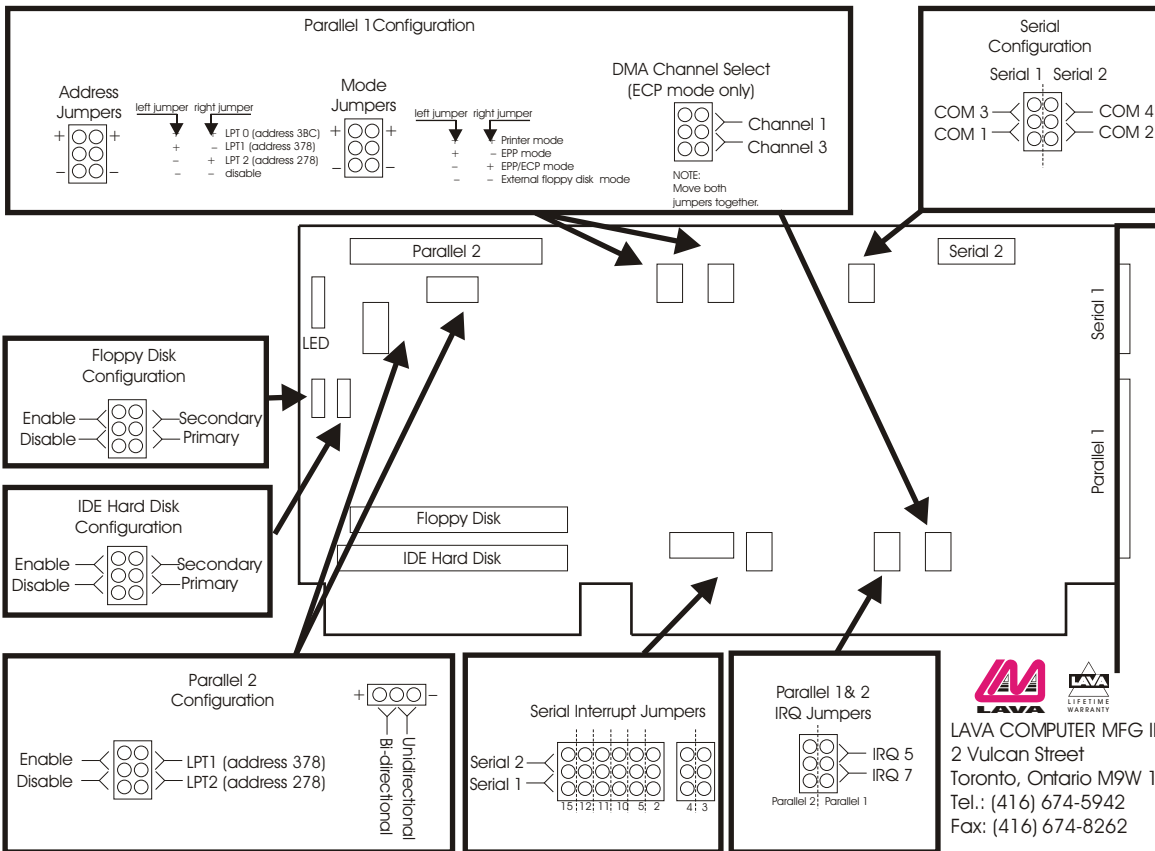 Parallel 1 Configuration
Address
Jumpers
+ +
- -
left jumper right jumper
+ + LPT 0 (address 3BC)
+ - LPT1 (address 378)
- + LPT 2 (address 278)
- - disable
Mode
Jumpers
+ +
- -
left jumper right jumper
+ + Printer mode
+ - EPP mode
- + EPP/ECP mode
- - External floppy disk mode
DMA Channel Select
(ECP mode only)
Channel 1
Channel 3
NOTE:
Move both
jumpers together.
Serial
Configuration
Serial 1 Serial 2
COM 3 COM 4
COM 1 COM 2
Parallel 2
Serial 2
LED
Serial 1
Parallel 1
Floppy Disk
IDE Hard Disk
Floppy Disk
Configuration
Enable Secondary
Disable Primary
IDE Hard Disk
Configuration
Enable Secondary
Disable Primary
Parallel 2
Configuration
+ -
Bi-directional
Unidirectional
Enable LPT1 (address 378)
Disable LPT2 (address 278)
Serial Interrupt Jumpers
Serial 2
Serial 1
15 12 11 10 5 2 4 3
Parallel 1& 2
IRQ Jumpers
IRQ 5
IRQ 7
Parallel 2 Parallel 1
LAVA
LAVA
LIFETIME
WARRANTY
LAVA COMPUTER MFG
2 Vulcan Street
Toronto, Ontario M9W
Tel.: (416) 674-5942
Fax: (416) 674-8262